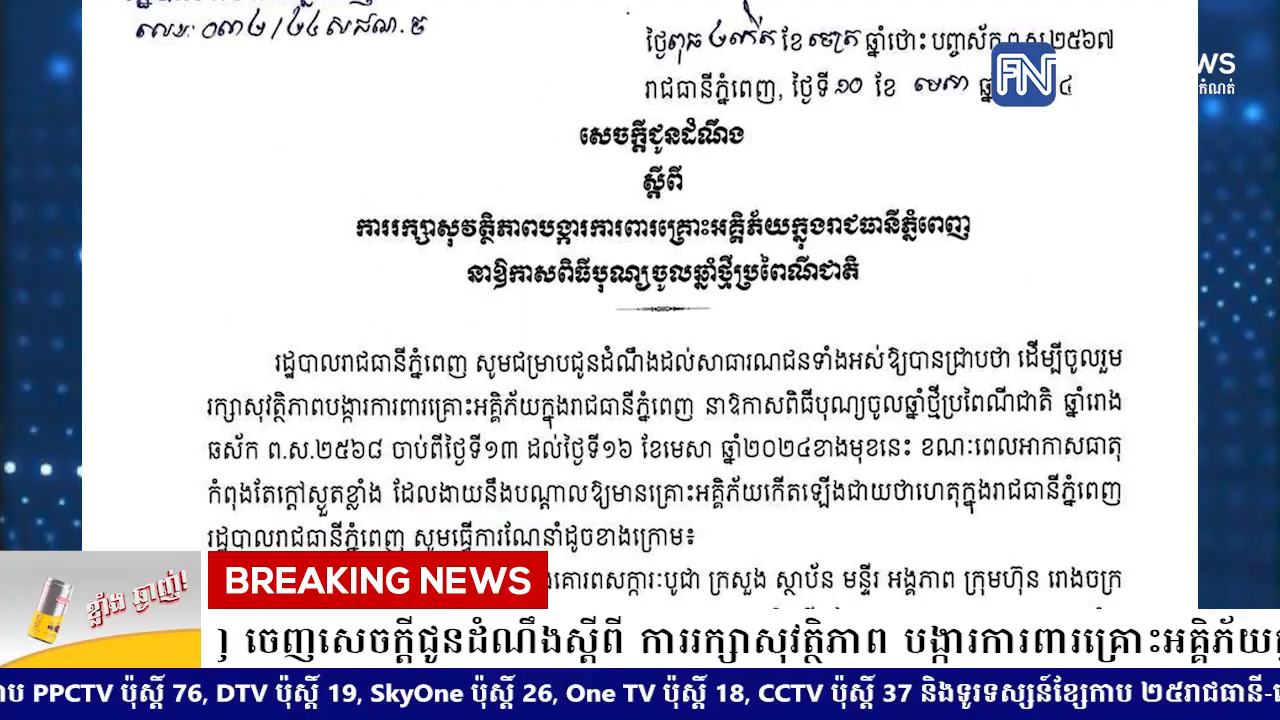 លេខៈ ០៣៤/២៤ សជណ.ខ
ថ្ងៃពុធ ៤កើត ខែ ចេត្រ ឆ្នាំថោះ បញ្ចស័ក ព.ស.២៥៦៧
រាជធានីភ្នំពេញ, ថ្ងៃទី ១០ ខែ មេសា
FN
WS
សេចក្តីជូនដំណឹង
ស្តីពី
ការរក្សាសុវត្ថិភាពបង្ការការពារគ្រោះអគ្គិភ័យក្នុងរាជធានីភ្នំពេញ
នាឱកាសពិធីបុណ្យចូលឆ្នាំថ្មីប្រពៃណីជាតិ
រដ្ឋបាលរាជធានីភ្នំពេញ សូមជម្រាបជូនដំណឹងដល់សាធារណជនទាំងអស់ឱ្យបានជ្រាបថា ដើម្បីចូលរួម
រក្សាសុវត្ថិភាពបង្ការការពារគ្រោះអគ្គិភ័យក្នុងរាជធានីភ្នំពេញ នាឱកាសពិធីបុណ្យចូលឆ្នាំថ្មីប្រពៃណីជាតិ ឆ្នាំរោង
ឆស័ក ព.ស.២៥៦៨ ចាប់ពីថ្ងៃទី១៣ ដល់ថ្ងៃទី១៦ ខែមេសា ឆ្នាំ២០២៤ខាងមុខនេះ ខណៈពេលអាកាសធាតុ
កំពុងតែក្តៅស្ងួតខ្លាំង ដែលងាយនឹងបណ្តាលឱ្យមានគ្រោះអគ្គិភ័យកើតឡើងជាយថាហេតុក្នុងរាជធានីភ្នំពេញ
រដ្ឋបាលរាជធានីភ្នំពេញ សូមធ្វើការណែនាំដូចខាងក្រោម៖
គោរពសក្ការៈបូជា ក្រសួង ស្ថាប័ន មន្ទីរ អង្គភាព ក្រុមហ៊ុន រោងចក្រ
ខ្លាំង ឆ្ងាញ់!
BREAKING NEWS
ចេញសេចក្តីជូនដំណឹងស្តីពី ការរក្សាសុវត្ថិភាព បង្ការការពារគ្រោះអគ្គិភ័យ
PPCTV ប៉ុស្តិ៍ 76, DTV ប៉ុស្តិ៍ 19, SkyOne ប៉ុស្តិ៍ 26, One TV ប៉ុស្តិ៍ 18, CCTV ប៉ុស្តិ៍ 37 និងទូរទស្សន៍ខ្សែកាប ២៥រាជធានី-